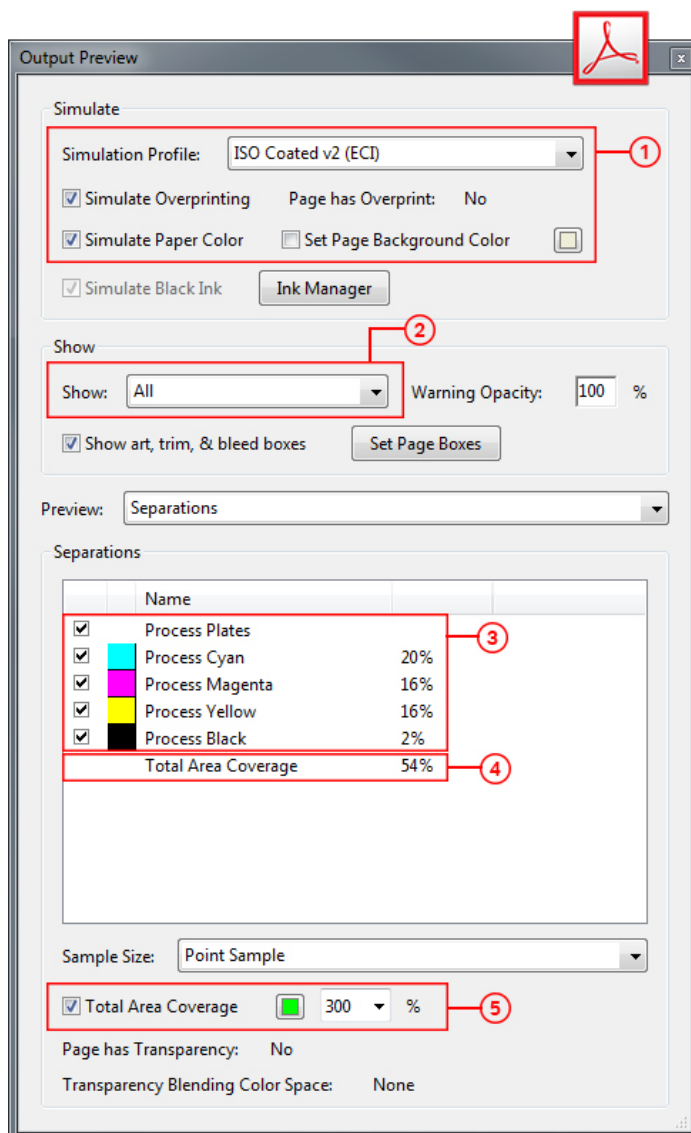 Output Preview
x
Simulate
Simulation Profile: ISO Coated v2 (ECI)
1
Simulate Overprinting Page has Overprint: No
Simulate Paper Color Set Page Background Color
Simulate Black Ink Ink Manager
2
Show
Show: All Warning Opacity: 100 %
Show art, trim, & bleed boxes Set Page Boxes
Preview: Separations
Separations
Name
Process Plates
3
Process Cyan 20%
Process Magenta 16%
Process Yellow 16%
Process Black 2%
Total Area Coverage 54%
4
Sample Size: Point Sample
Total Area Coverage 300 %
5
Page has Transparency: No
Transparency Blending Color Space: None